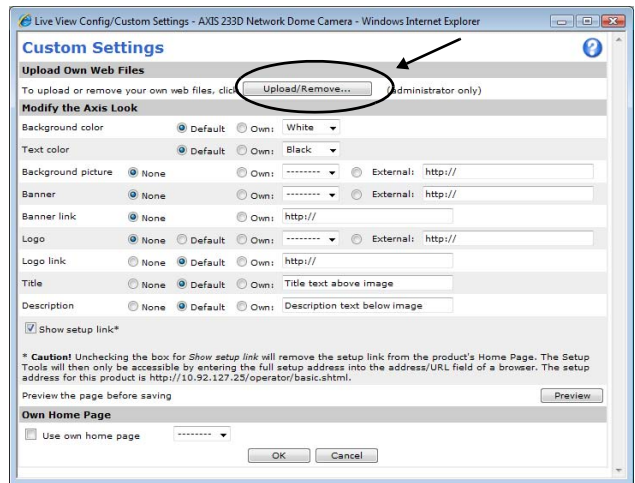 Live View Config/Custom Settings - AXIS 233D Network Dome Camera - Windows Internet Explorer
Custom Settings
Upload Own Web Files
To upload or remove your own web files, click Upload/Remove... (administrator only)
Modify the Axis Look
Background color Default Own: White
Text color Default Own: Black
Background picture None Own: -------- External: http://
Banner None Own: -------- External: http://
Banner link None Own: http://
Logo None Default Own: -------- External: http://
Logo link None Default Own: http://
Title None Default Own: Title text above image
Description None Default Own: Description text below image
Show setup link*
* Caution! Unchecking the box for Show setup link will remove the setup link from the product's Home Page. The Setup
Tools will then only be accessible by entering the full setup address into the address/URL field of a browser. The setup
address for this product is http://10.92.127.25/operator/basic.shtml.
Preview the page before saving Preview
Own Home Page
Use own home page --------
OK Cancel